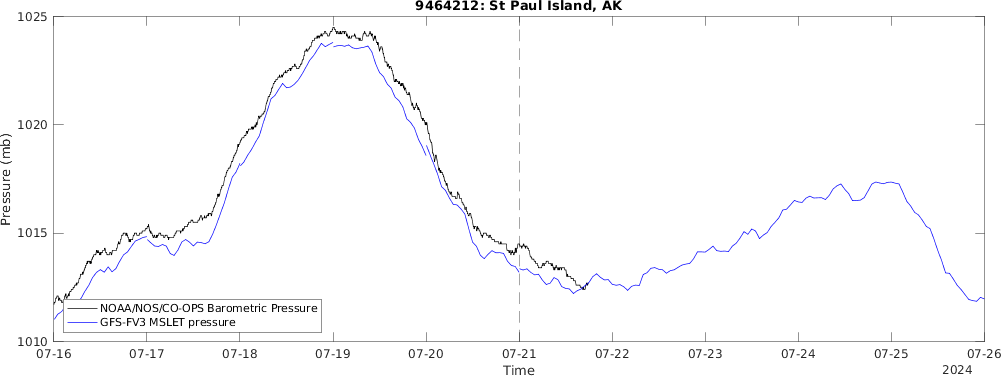 9464212: St Paul Island, AK
Pressure (mb)
1025
1020
1015
1010
NOAA/NOS/CO-OPS Barometric Pressure
GFS-FV3 MSLET pressure
07-16 07-17 07-18 07-19 07-20 07-21 07-22 07-23 07-24 07-25 07-26
Time
2024